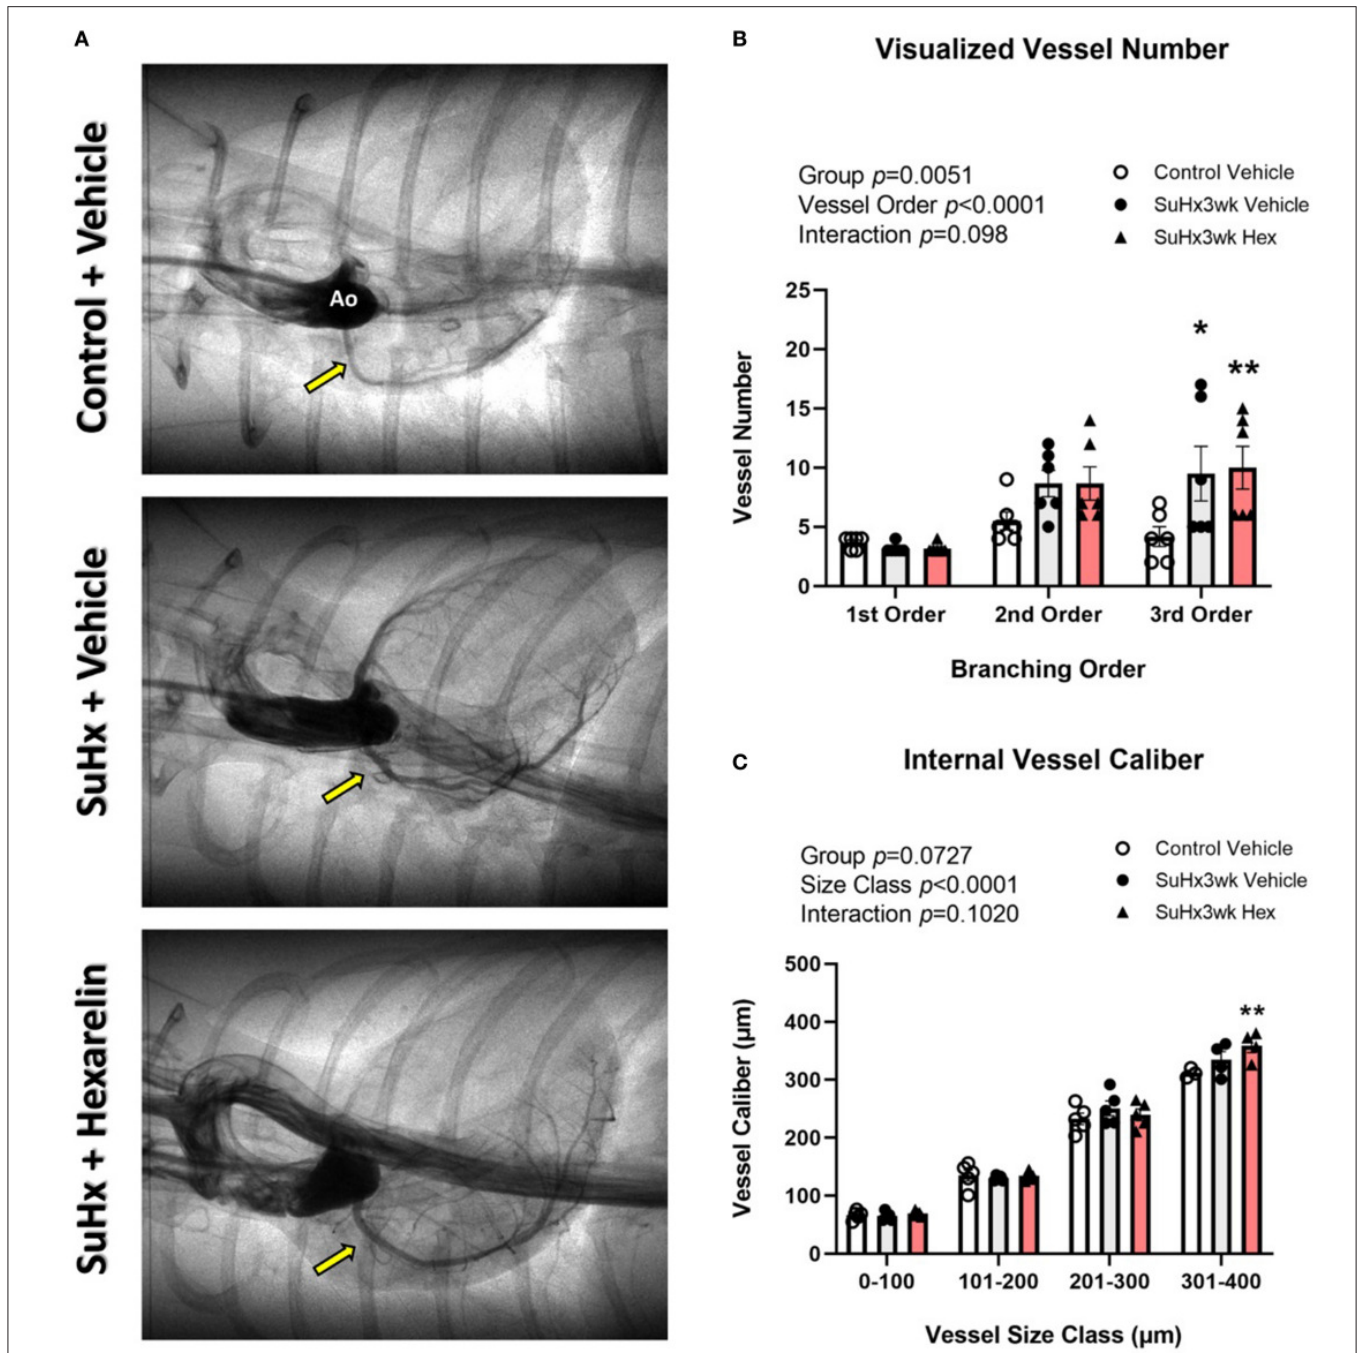 A
Control + Vehicle
Ao
SuHx + Vehicle
SuHx + Hexarelin
B
Visualized Vessel Number
Group p=0.0051
Vessel Order p<0.0001
Interaction p=0.098
Control Vehicle
SuHx3wk Vehicle
SuHx3wk Hex
Vessel Number
25
20
15
10
5
0
*
**
1st Order 2nd Order 3rd Order
Branching Order
C
Internal Vessel Caliber
Group p=0.0727
Size Class p<0.0001
Interaction p=0.1020
Control Vehicle
SuHx3wk Vehicle
SuHx3wk Hex
Vessel Caliber (µm)
500
400
300
200
100
0
**
0-100 101-200 201-300 301-400
Vessel Size Class (µm)